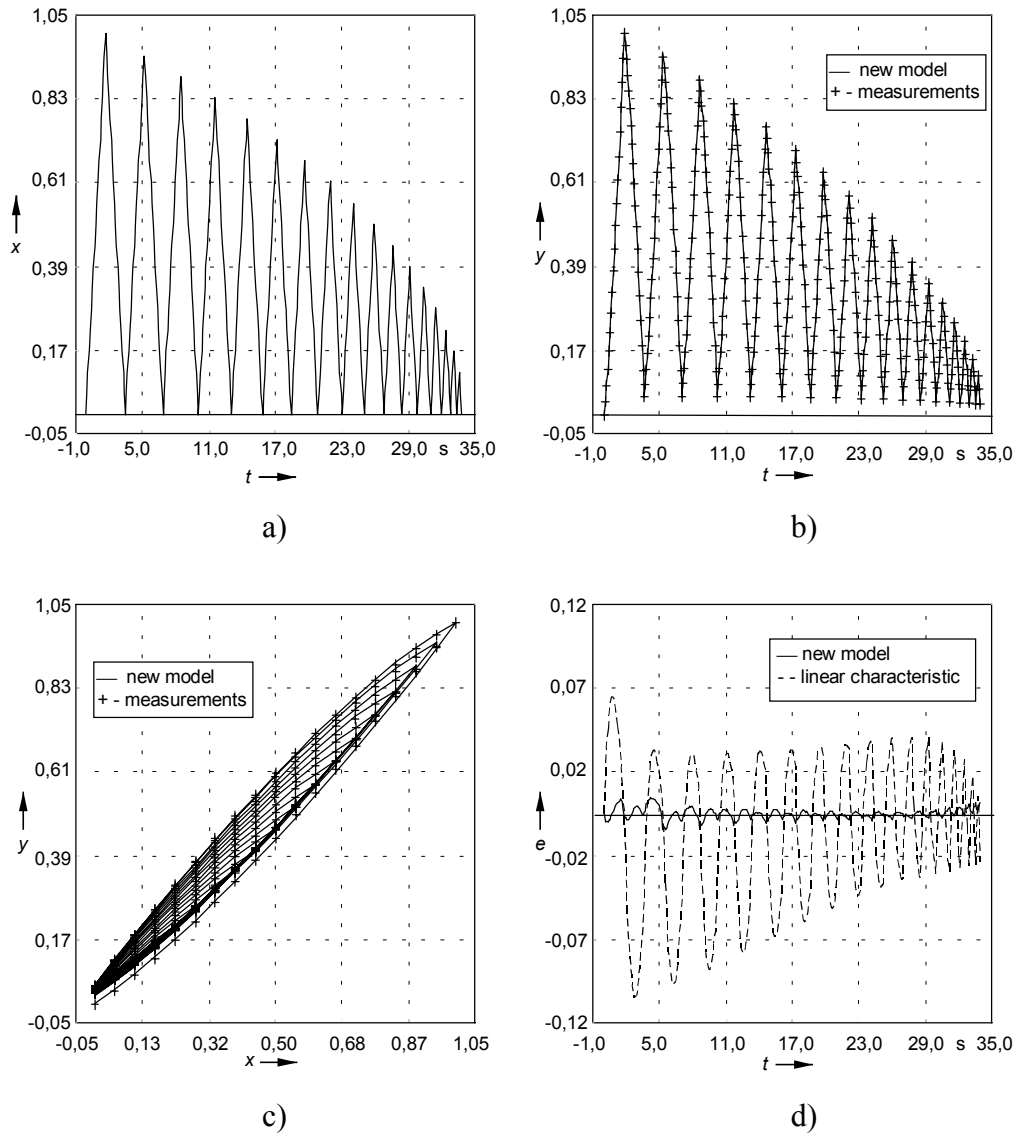 1,05
0,83
0,61
0,39
0,17
-0,05
x
-1,0 5,0 11,0 17,0 23,0 29,0 s 35,0
t
a)
1,05
0,83
0,61
0,39
0,17
-0,05
y
new model
+ - measurements
-1,0 5,0 11,0 17,0 23,0 29,0 s 35,0
t
b)
1,05
0,83
0,61
0,39
0,17
-0,05
y
new model
+ - measurements
-0,05 0,13 0,32 0,50 0,68 0,87 1,05
x
c)
0,12
0,07
0,02
-0,02
-0,07
-0,12
e
new model
linear characteristic
-1,0 5,0 11,0 17,0 23,0 29,0 s 35,0
t
d)